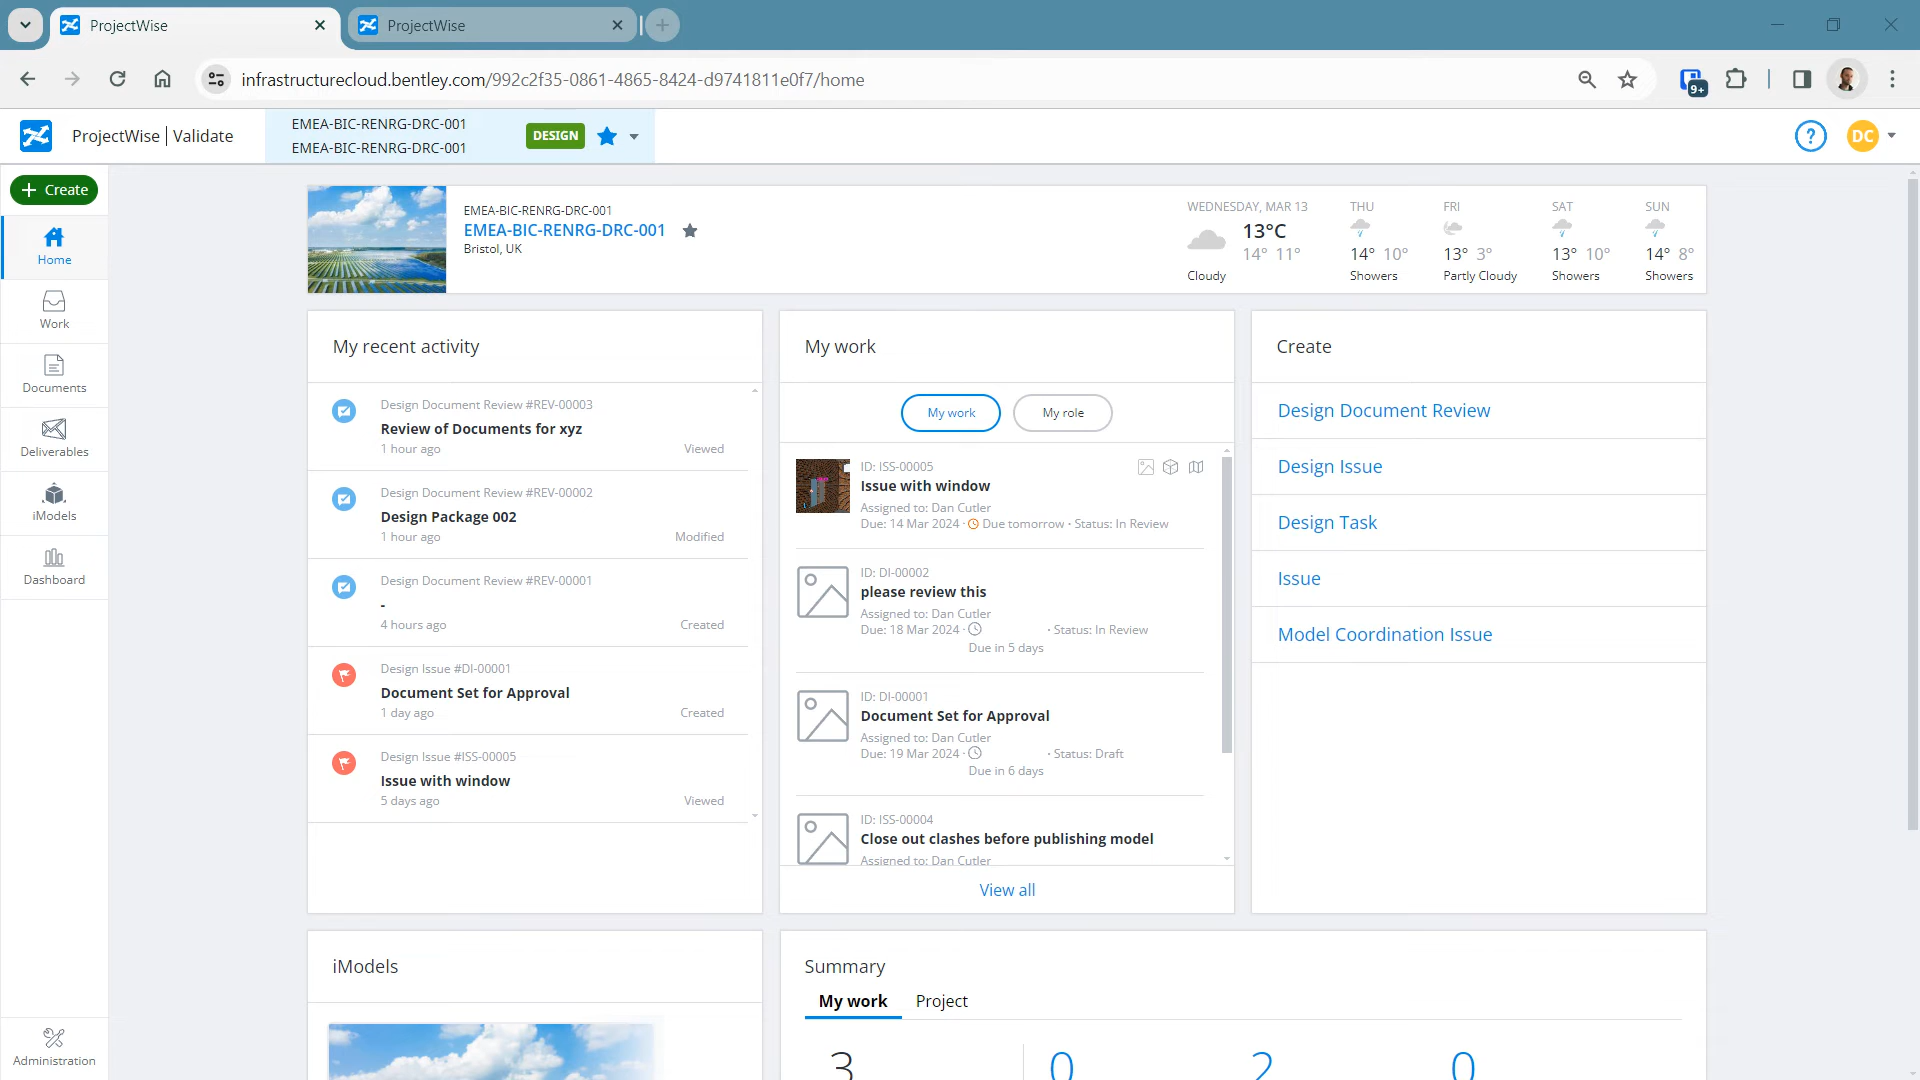 ProjectWise
ProjectWise
infrastructurecloud.bentley.com/992c2f35-0861-4865-8424-d9741811e0f7/home
9+
ProjectWise | Validate
EMEA-BIC-RENRG-DRC-001
EMEA-BIC-RENRG-DRC-001
DESIGN
?
DC
+ Create
Home
Work
Documents
Deliverables
iModels
Dashboard
Administration
EMEA-BIC-RENRG-DRC-001
EMEA-BIC-RENRG-DRC-001
Bristol, UK
WEDNESDAY, MAR 13
13°C
14° 11°
Cloudy
THU
14° 10°
Showers
FRI
13° 3°
Partly Cloudy
SAT
13° 10°
Showers
SUN
14° 8°
Showers
My recent activity
Design Document Review #REV-00003
Review of Documents for xyz
1 hour ago Viewed
Design Document Review #REV-00002
Design Package 002
1 hour ago Modified
Design Document Review #REV-00001
-
4 hours ago Created
Design Issue #DI-00001
Document Set for Approval
1 day ago Created
Design Issue #ISS-00005
Issue with window
5 days ago Viewed
My work
My work My role
ID: ISS-00005
Issue with window
Assigned to: Dan Cutler
Due: 14 Mar 2024 · Due tomorrow · Status: In Review
ID: DI-00002
please review this
Assigned to: Dan Cutler
Due: 18 Mar 2024 · · Status: In Review
Due in 5 days
ID: DI-00001
Document Set for Approval
Assigned to: Dan Cutler
Due: 19 Mar 2024 · · Status: Draft
Due in 6 days
ID: ISS-00004
Close out clashes before publishing model
Assigned to: Dan Cutler
View all
Create
Design Document Review
Design Issue
Design Task
Issue
Model Coordination Issue
iModels
Summary
My work Project
3 0 2 0